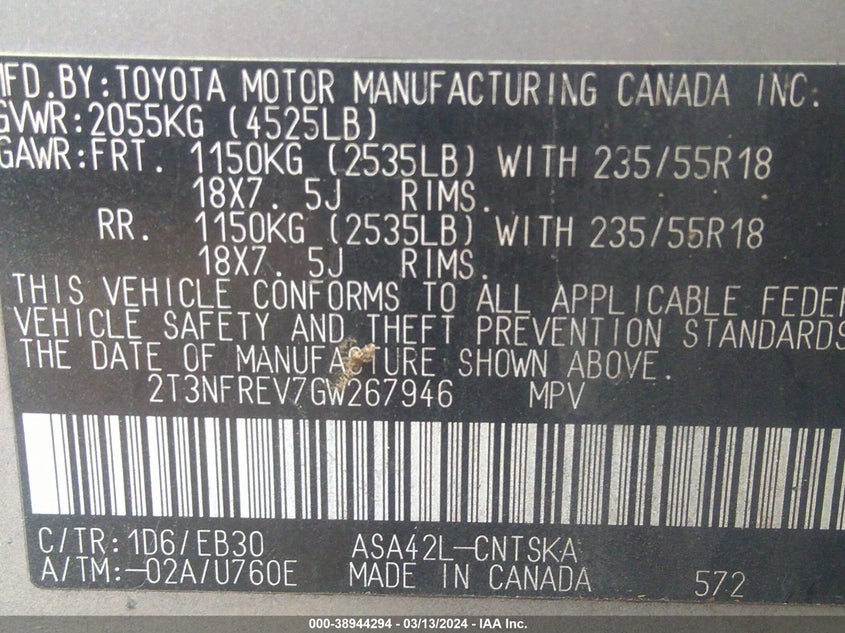 MFD.BY:TOYOTA MOTOR MANUFACTURING CANADA INC.
GVWR:2055KG (4525LB)
GAWR:FRT. 1150KG (2535LB) WITH 235/55R18
18X7.5J RIMS.
RR. 1150KG (2535LB) WITH 235/55R18
18X7.5J RIMS.
THIS VEHICLE CONFORMS TO ALL APPLICABLE FEDER
VEHICLE SAFETY AND THEFT PREVENTION STANDARDS
THE DATE OF MANUFACTURE SHOWN ABOVE.
2T3NFREV7GW267946 MPV
C/TR:1D6/EB30 ASA42L-CNTSKA
A/TM:-02A/U760E MADE IN CANADA 572
000-38944294 - 03/13/2024 - IAA Inc.